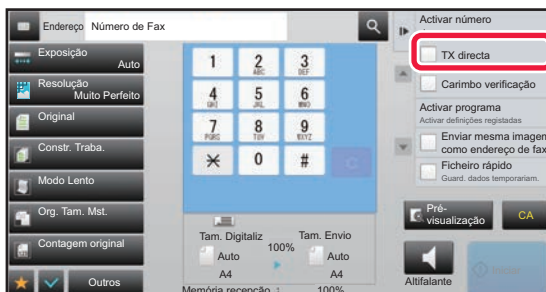 Endereço Número de Fax
Exposição
Auto
Resolução
Muito Perfeito
Original
Constr. Traba.
Modo Lento
Org. Tam. Mst.
Contagem original
Outros
1
2
ABC
3
DEF
4
GHI
5
JKL
6
MNO
7
PQRS
8
TUV
9
WXYZ
0
#
C
Tam. Digitaliz
100%
Tam. Envio
Auto
A4
Auto
A4
Memória recepção :
100%
Activar número
TX directa
Carimbo verificação
Activar programa
Activar definições registadas
Enviar mesma imagem
como endereço de fax
Ficheiro rápido
Guard. dados temporariam.
Pré-
visualização
CA
Altifalante